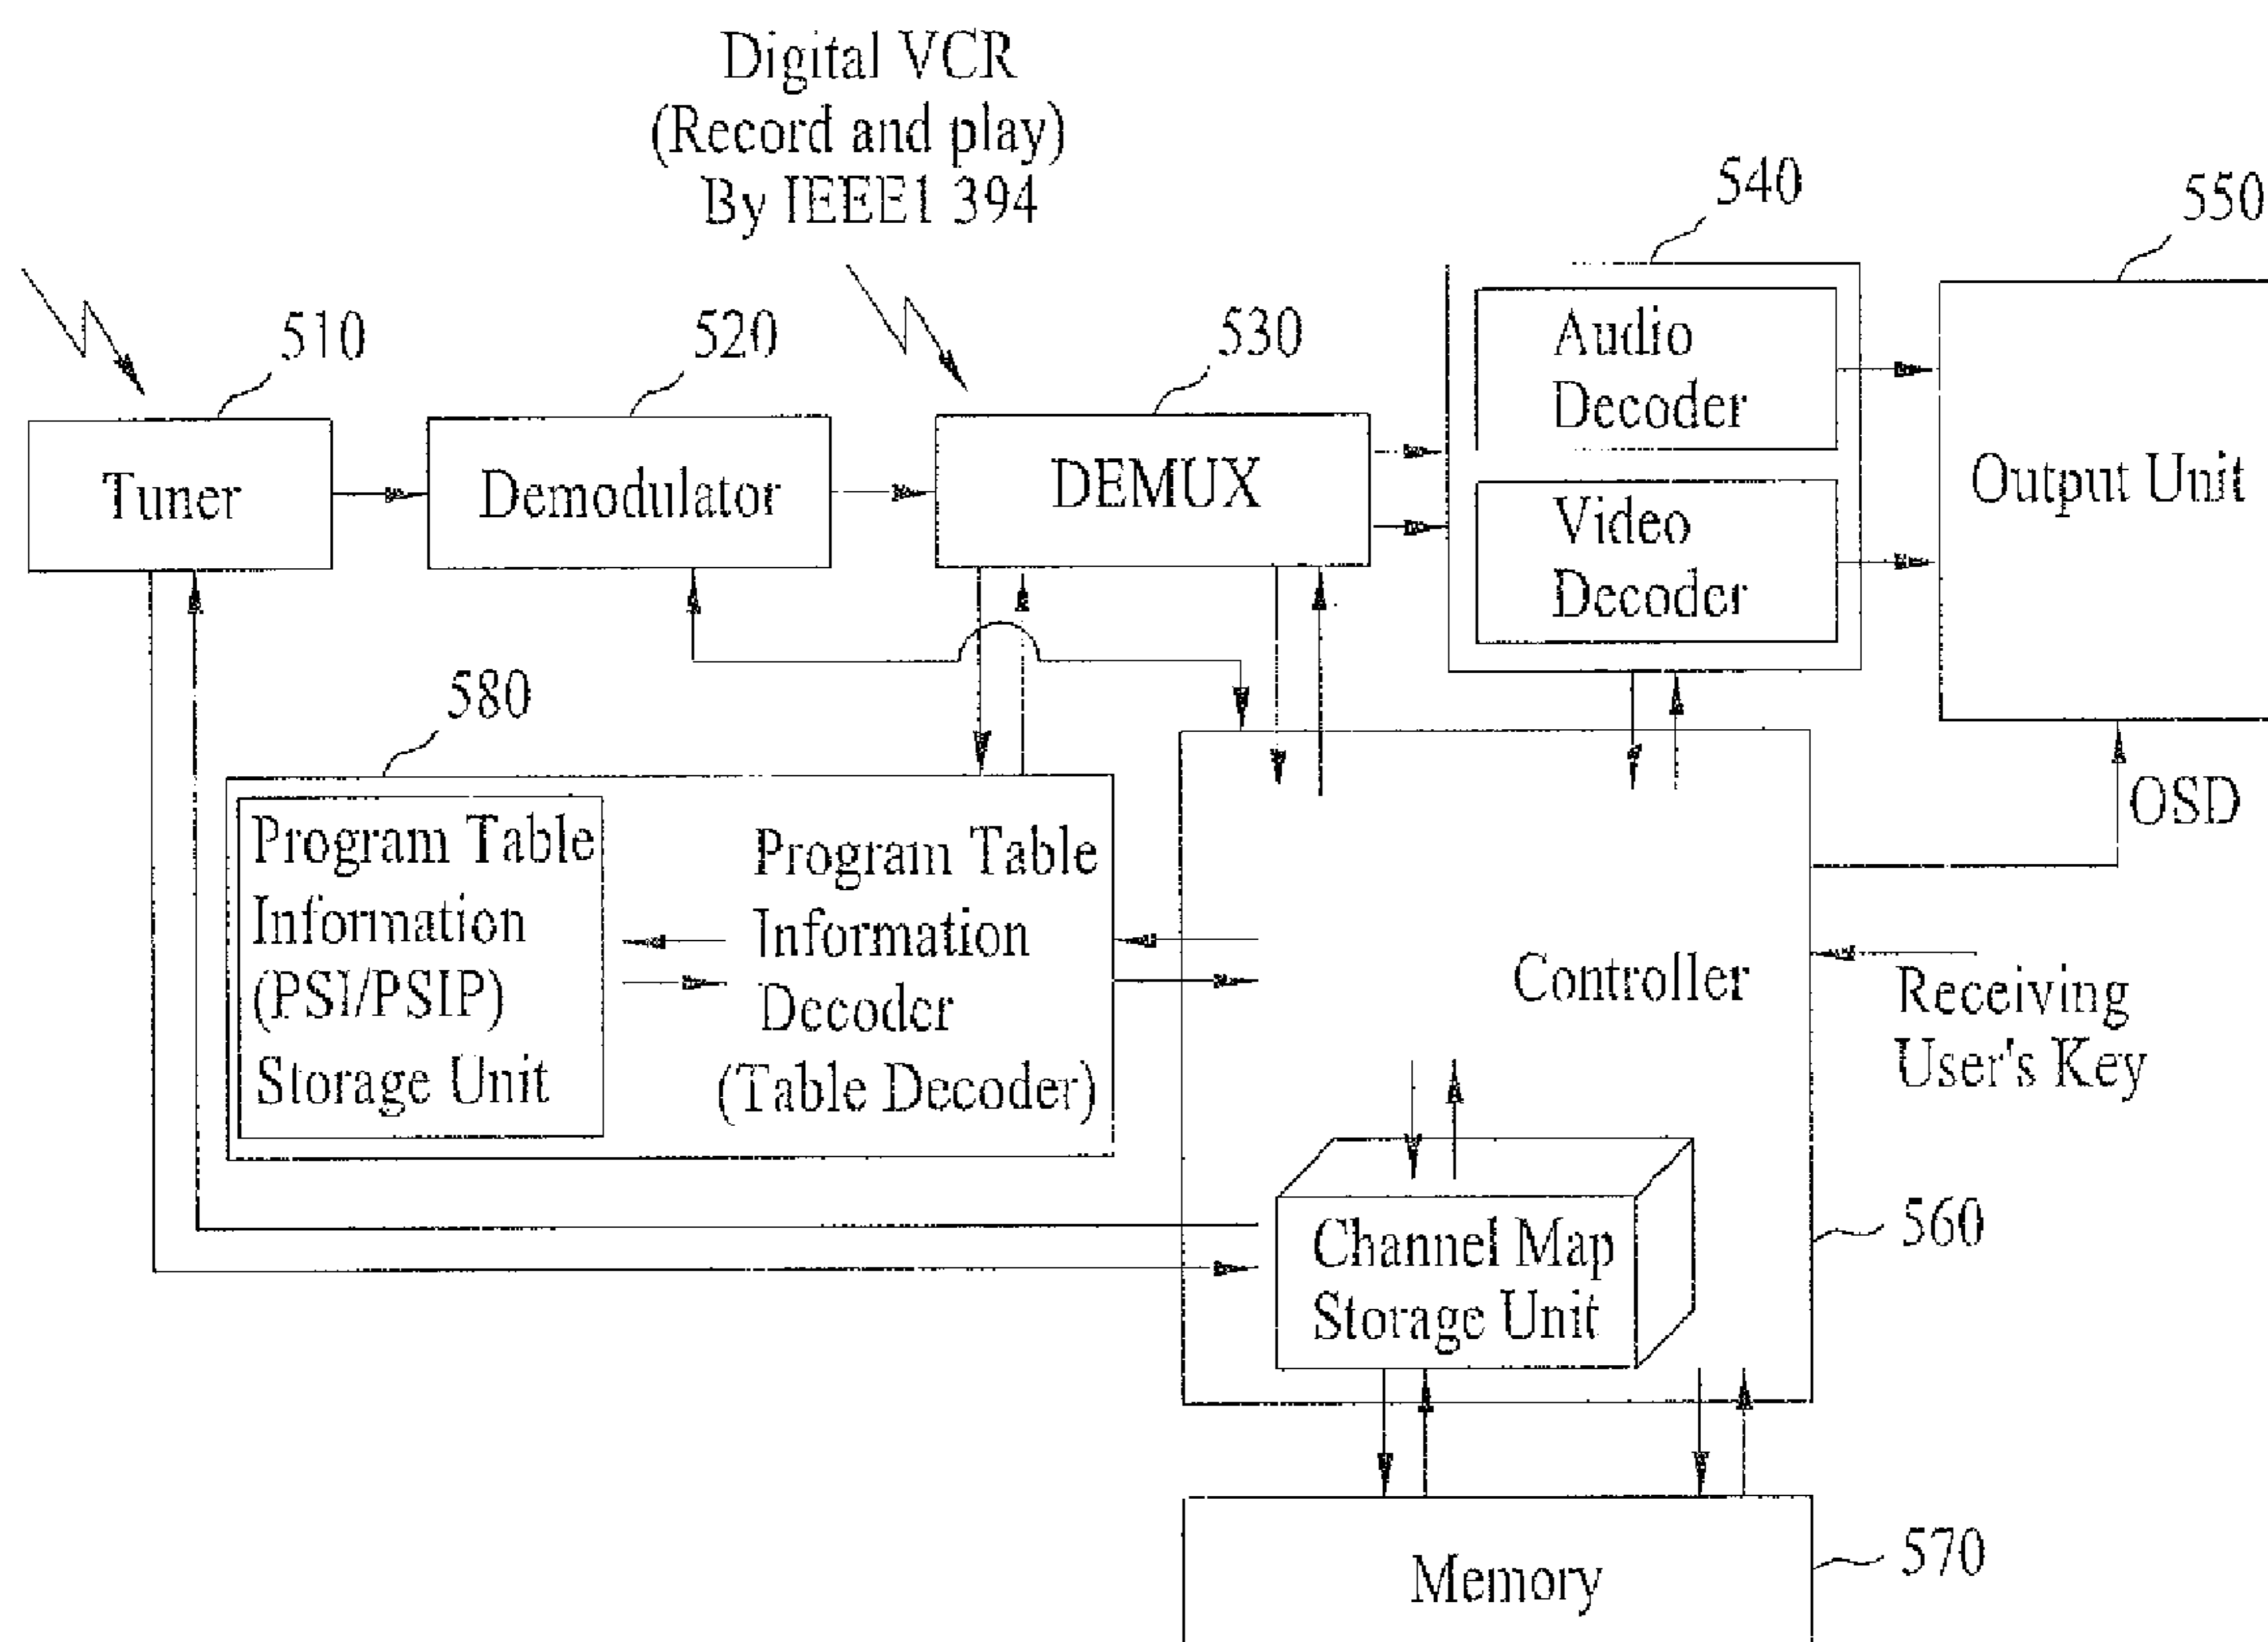 Digital VCR
(Record and play)
By IEEE1 394
540
550
510
520
530
Audio
Decoder
Tuner
Demodulator
DEMUX
Output Unit
Video
Decoder
580
OSD
Program Table
Information
(PSI/PSIP)
Storage Unit
Program Table
Information
Decoder
(Table Decoder)
Controller
Receiving
User's Key
Channel Map
Storage Unit
560
Memory
570